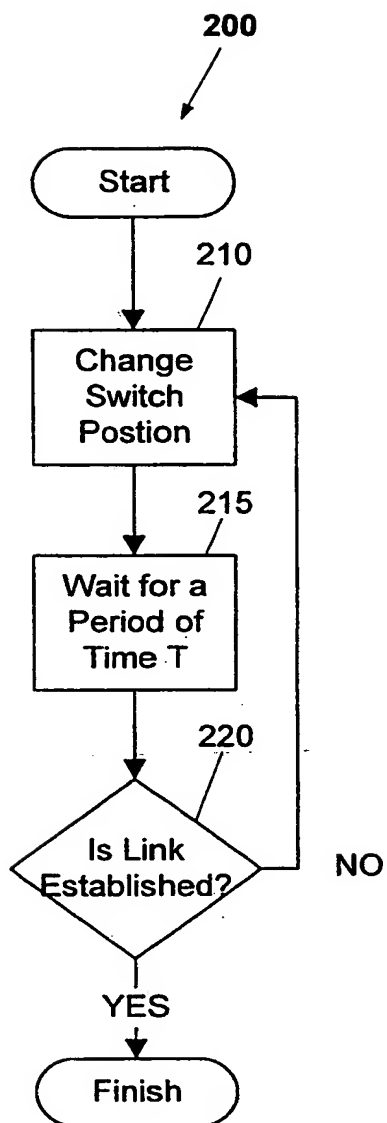 200
Start
210
Change
Switch
Postion
215
Wait for a
Period of
Time T
220
Is Link
Established?
NO
YES
Finish